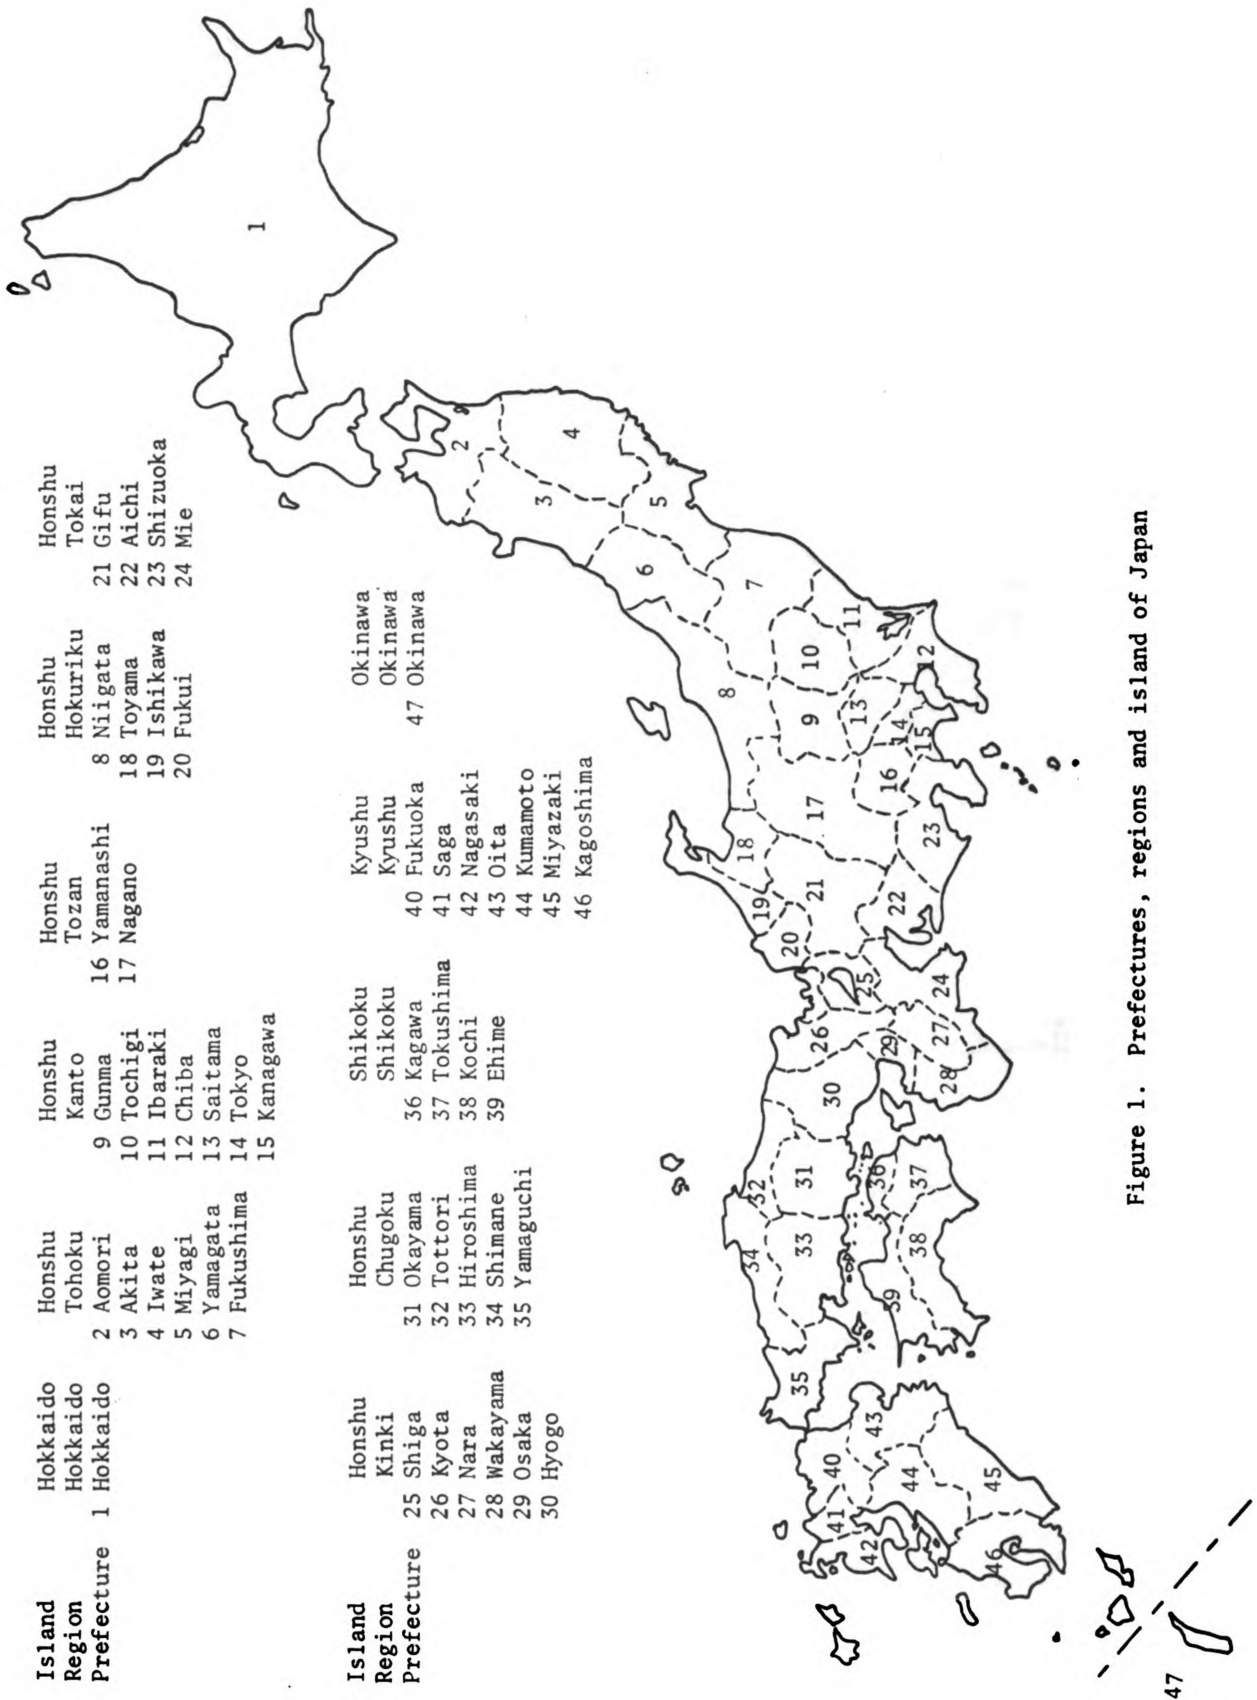 Island Hokkaido Honshu Honshu Honshu Honshu Honshu
Region Hokkaido Tohoku Kanto Tozan Hokuriku Tokai
Prefecture 1 Hokkaido 2 Aomori 9 Gunma 16 Yamanashi 8 Niigata 21 Gifu
3 Akita 10 Tochigi 17 Nagano 18 Toyama 22 Aichi
4 Iwate 11 Ibaraki 19 Ishikawa 23 Shizuoka
5 Miyagi 12 Chiba 20 Fukui 24 Mie
6 Yamagata 13 Saitama
7 Fukushima 14 Tokyo
15 Kanagawa
Island Honshu Honshu Shikoku Kyushu Okinawa
Region Kinki Chugoku Shikoku Kyushu Okinawa
Prefecture 25 Shiga 31 Okayama 36 Kagawa 40 Fukuoka 47 Okinawa
26 Kyota 32 Tottori 37 Tokushima 41 Saga
27 Nara 33 Hiroshima 38 Kochi 42 Nagasaki
28 Wakayama 34 Shimane 39 Ehime 43 Oita
29 Osaka 35 Yamaguchi 44 Kumamoto
30 Hyogo 45 Miyazaki
46 Kagoshima
1
2
3
4
5
6
7
8
9
10
11
12
13
14
15
16
17
18
19
20
21
22
23
24
25
26
27
28
29
30
31
32
33
34
35
36
37
38
39
40
41
42
43
44
45
46
47
Figure 1. Prefectures, regions and island of Japan